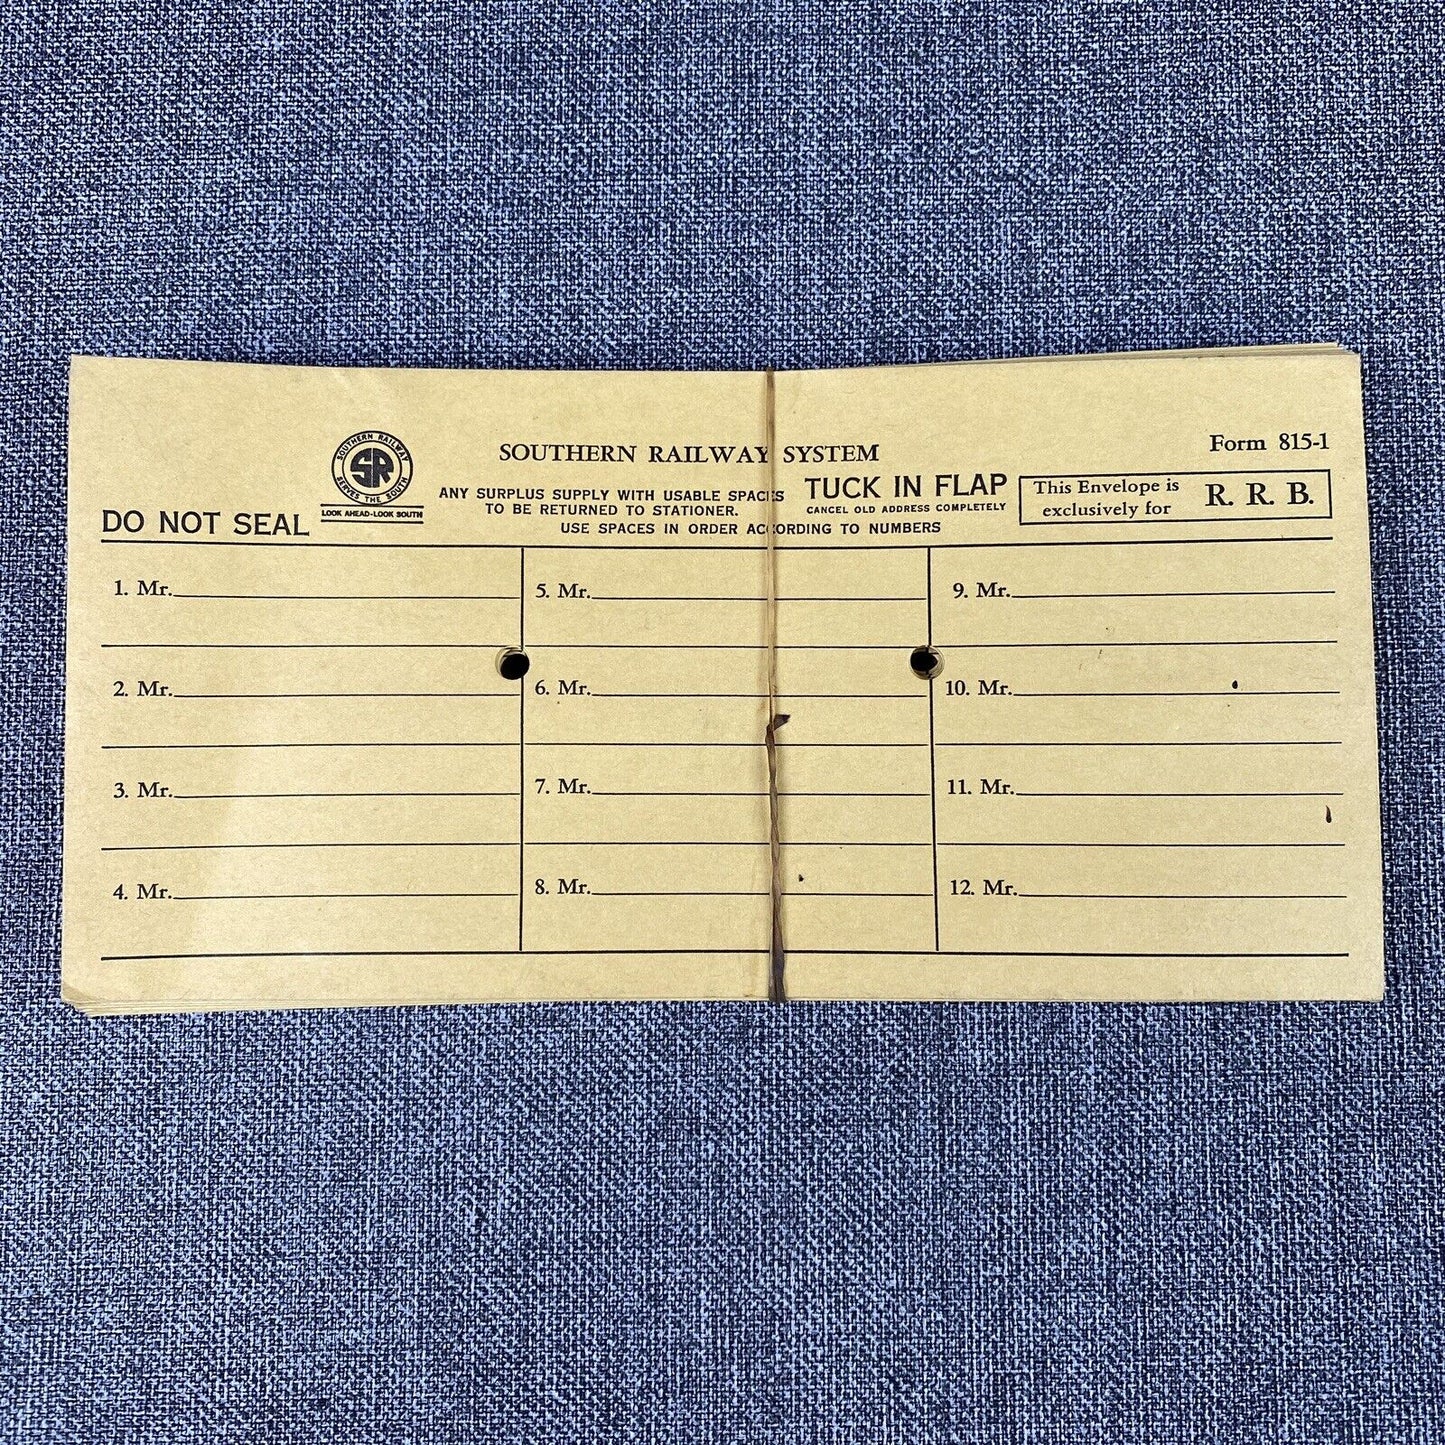 SOUTHERN RAILWAY SYSTEM
Form 815-1
SOUTHERN RAILWAY
SR
SERVES THE SOUTH
LOOK AHEAD-LOOK SOUTH
DO NOT SEAL
ANY SURPLUS SUPPLY WITH USABLE SPACES
TO BE RETURNED TO STATIONER.
USE SPACES IN ORDER ACCORDING TO NUMBERS
TUCK IN FLAP
CANCEL OLD ADDRESS COMPLETELY
This Envelope is
exclusively for
R. R. B.
1. Mr.
2. Mr.
3. Mr.
4. Mr.
5. Mr.
6. Mr.
7. Mr.
8. Mr.
9. Mr.
10. Mr.
11. Mr.
12. Mr.